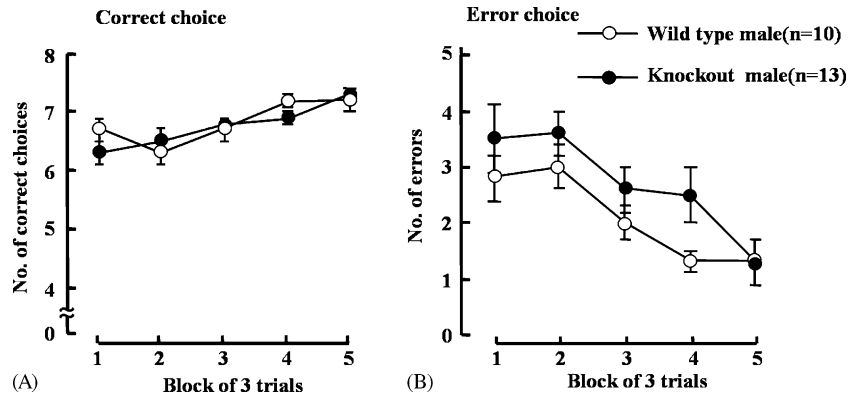 Correct choice
8
7
6
5
4
0
No. of correct choices
1 2 3 4 5
Block of 3 trials
(A)
Error choice
Wild type male(n=10)
Knockout male(n=13)
5
4
3
2
1
0
No. of errors
1 2 3 4 5
Block of 3 trials
(B)